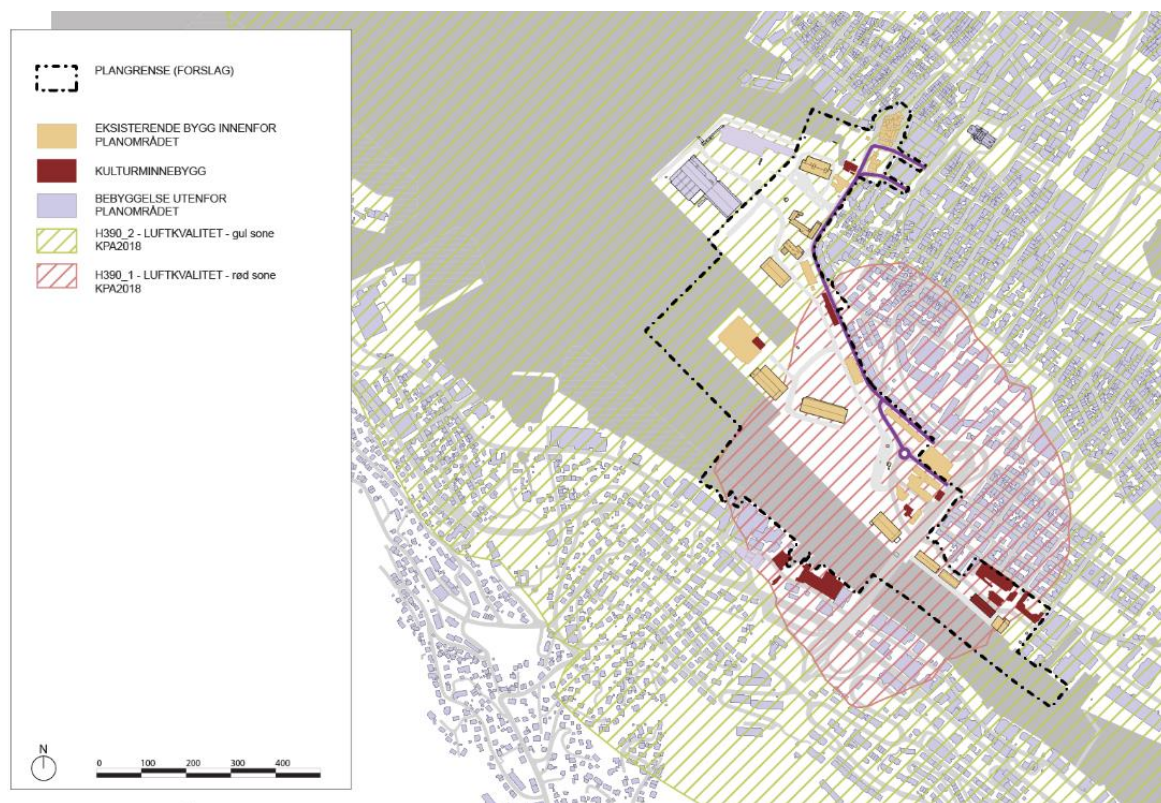 PLANGRENSE (FORSLAG)
EKSISTERENDE BYGG INNENFOR
PLANOMRÅDET
KULTURMINNEBYGG
BEBYGGELSE UTENFOR
PLANOMRÅDET
H390_2 - LUFTKVALITET - gul sone
KPA2018
H390_1 - LUFTKVALITET - rød sone
KPA2018
N
0 100 200 300 400